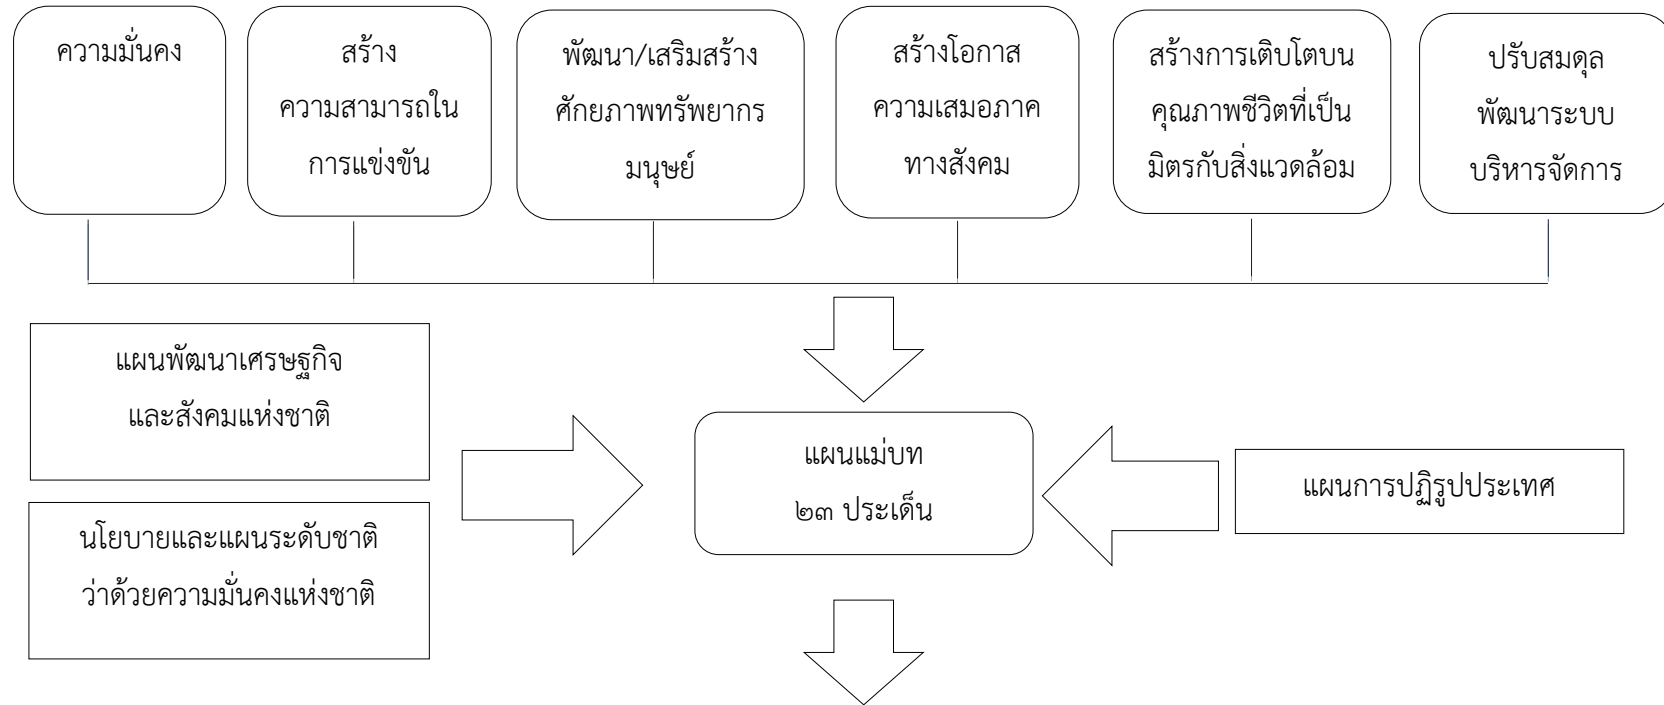 ความมั่นคง
สร้าง
ความสามารถใน
การแข่งขัน
พัฒนา/เสริมสร้าง
ศักยภาพทรัพยากร
มนุษย์
สร้างโอกาส
ความเสมอภาค
ทางสังคม
สร้างการเติบโตบน
คุณภาพชีวิตที่เป็น
มิตรกับสิ่งแวดล้อม
ปรับสมดุล
พัฒนาระบบ
บริหารจัดการ
แผนพัฒนาเศรษฐกิจ
และสังคมแห่งชาติ
นโยบายและแผนระดับชาติ
ว่าด้วยความมั่นคงแห่งชาติ
แผนแม่บท
๒๓ ประเด็น
แผนการปฏิรูปประเทศ